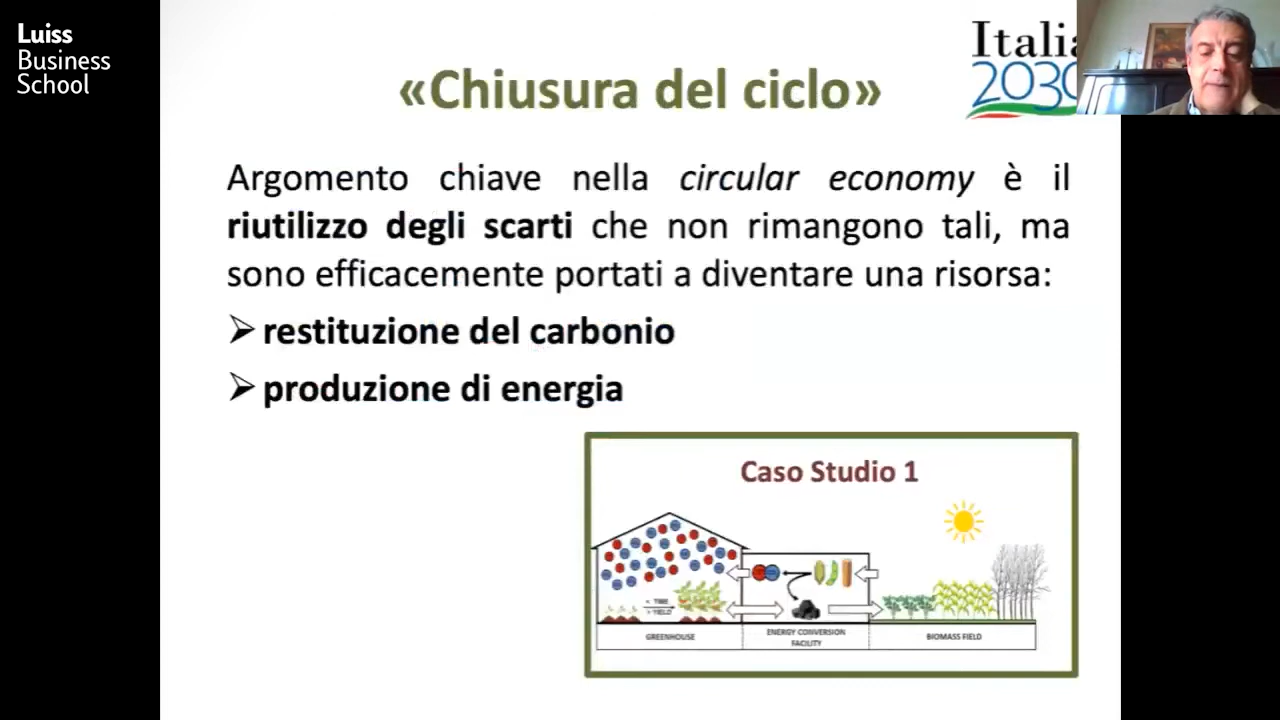 Luiss
Business
School
Italia
2030
«Chiusura del ciclo»
Argomento chiave nella circular economy è il
riutilizzo degli scarti che non rimangono tali, ma
sono efficacemente portati a diventare una risorsa:
restituzione del carbonio
produzione di energia
Caso Studio 1
GREENHOUSE
ENERGY CONVERSION
FACILITY
BIOMASS FIELD